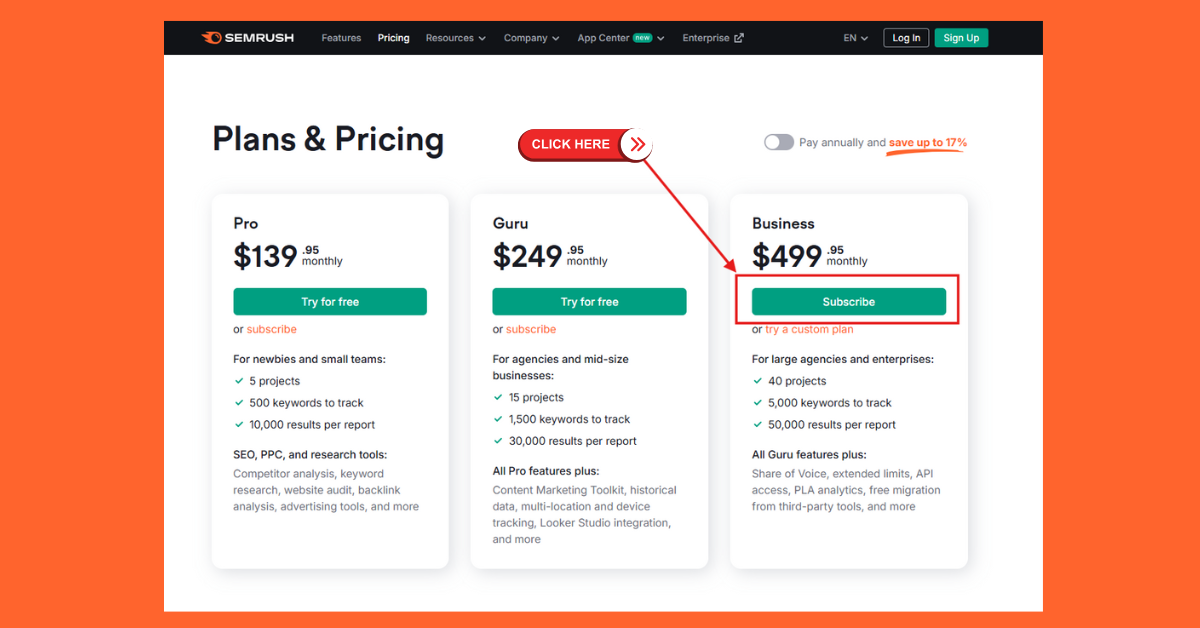 SEMRUSH Features Pricing Resources Company App Center new Enterprise EN Log In Sign Up
Plans & Pricing
CLICK HERE
Pay annually and save up to 17%
Pro
$139 .95 monthly
Try for free
or subscribe
For newbies and small teams:
5 projects
500 keywords to track
10,000 results per report
SEO, PPC, and research tools:
Competitor analysis, keyword
research, website audit, backlink
analysis, advertising tools, and more
Guru
$249 .95 monthly
Try for free
or subscribe
For agencies and mid-size
businesses:
15 projects
1,500 keywords to track
30,000 results per report
All Pro features plus:
Content Marketing Toolkit, historical
data, multi-location and device
tracking, Looker Studio integration,
and more
Business
$499 .95 monthly
Subscribe
or try a custom plan
For large agencies and enterprises:
40 projects
5,000 keywords to track
50,000 results per report
All Guru features plus:
Share of Voice, extended limits, API
access, PLA analytics, free migration
from third-party tools, and more